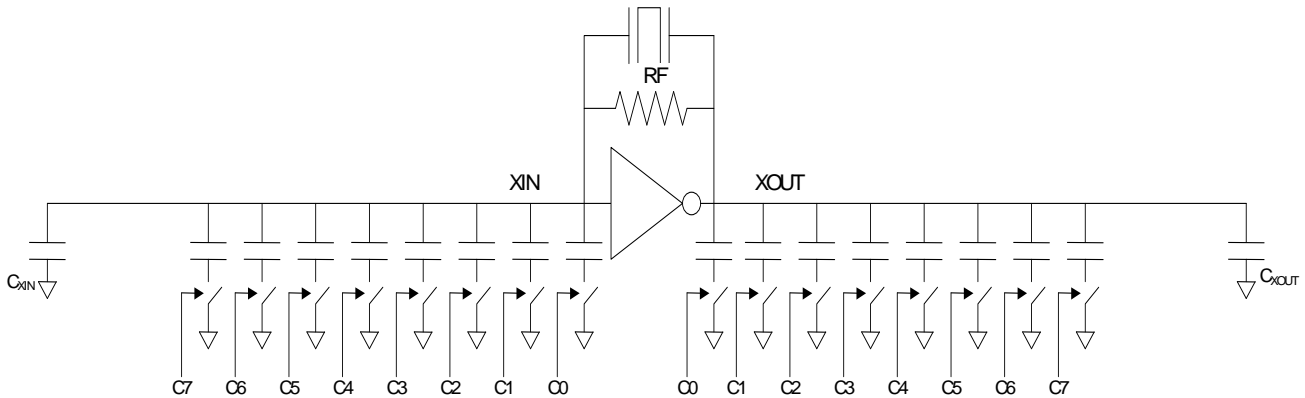 RF
XIN XOUT
CXIN CXOUT
C7 C6 C5 C4 C3 C2 C1 C0 C0 C1 C2 C3 C4 C5 C6 C7